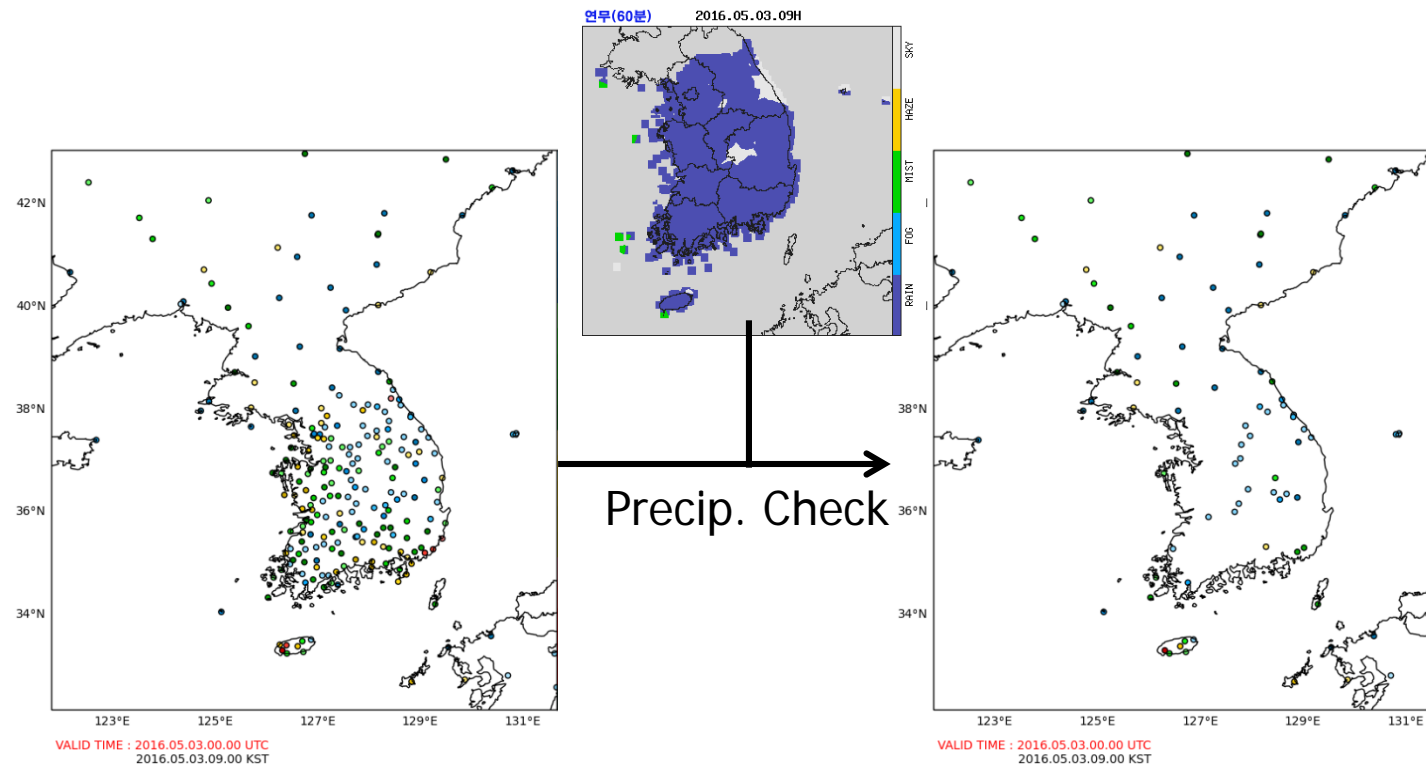 연무(60분) 2016.05.03.09H
SKY
HAZE
MIST
FOG
RAIN
42°N
40°N
38°N
36°N
34°N
123°E 125°E 127°E 129°E 131°E
VALID TIME : 2016.05.03.00.00 UTC
2016.05.03.09.00 KST
Precip. Check
123°E 125°E 127°E 129°E 131°E
VALID TIME : 2016.05.03.00.00 UTC
2016.05.03.09.00 KST